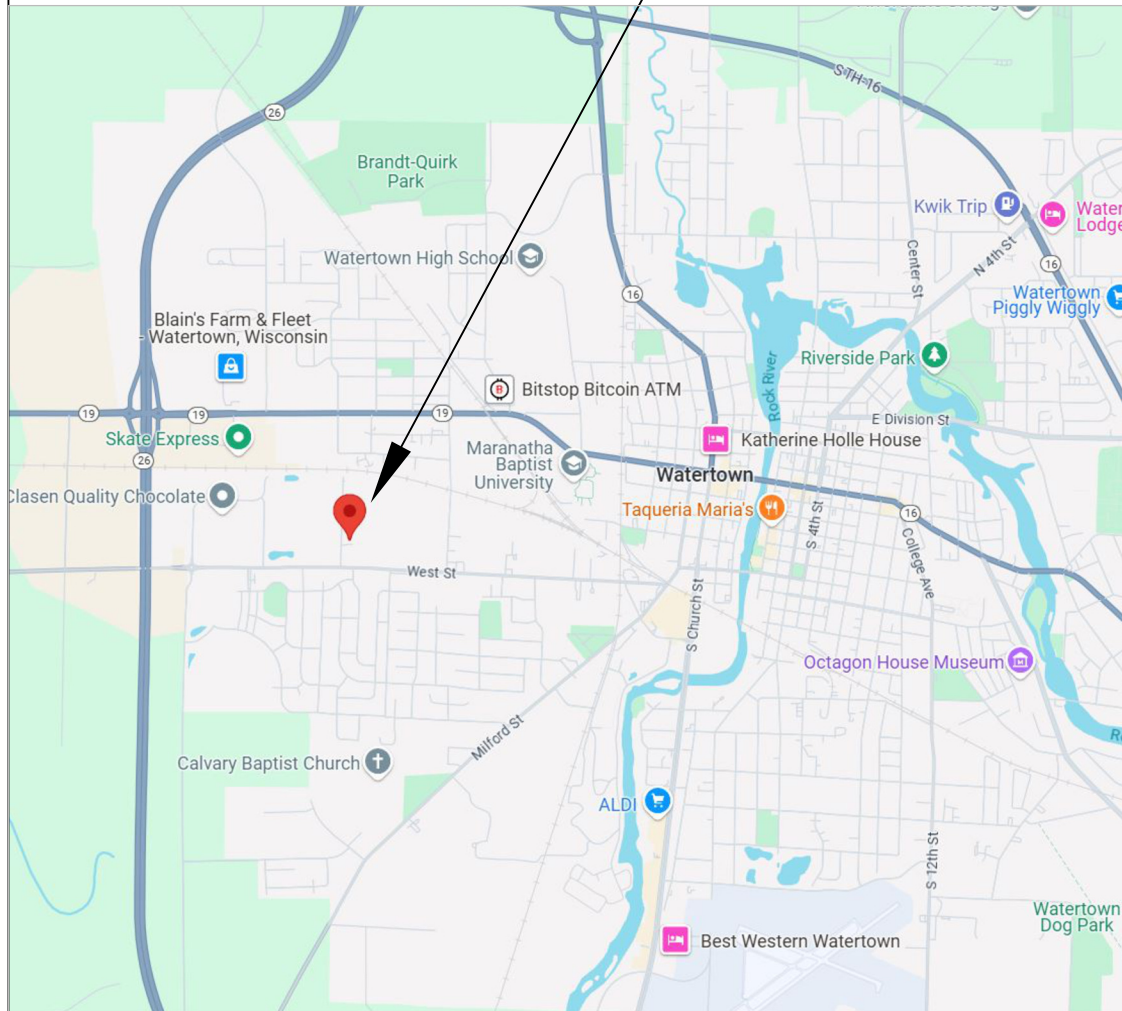 STH-16
26
Brandt-Quirk
Park
Kwik Trip
Water
Lodge
Watertown High School
Center St
N 4th St
16
16
Watertown
Piggly Wiggly
Blain's Farm & Fleet
- Watertown, Wisconsin
Rock River
Riverside Park
B
Bitstop Bitcoin ATM
19
19
19
E Division St
Skate Express
Katherine Holle House
Maranatha
Baptist
University
26
Watertown
Clasen Quality Chocolate
Taqueria Maria's
S 4th St
16
College Ave
West St
S Church St
Octagon House Museum
Milford St
Calvary Baptist Church
ALDI
S 12th St
Watertown
Dog Park
Best Western Watertown